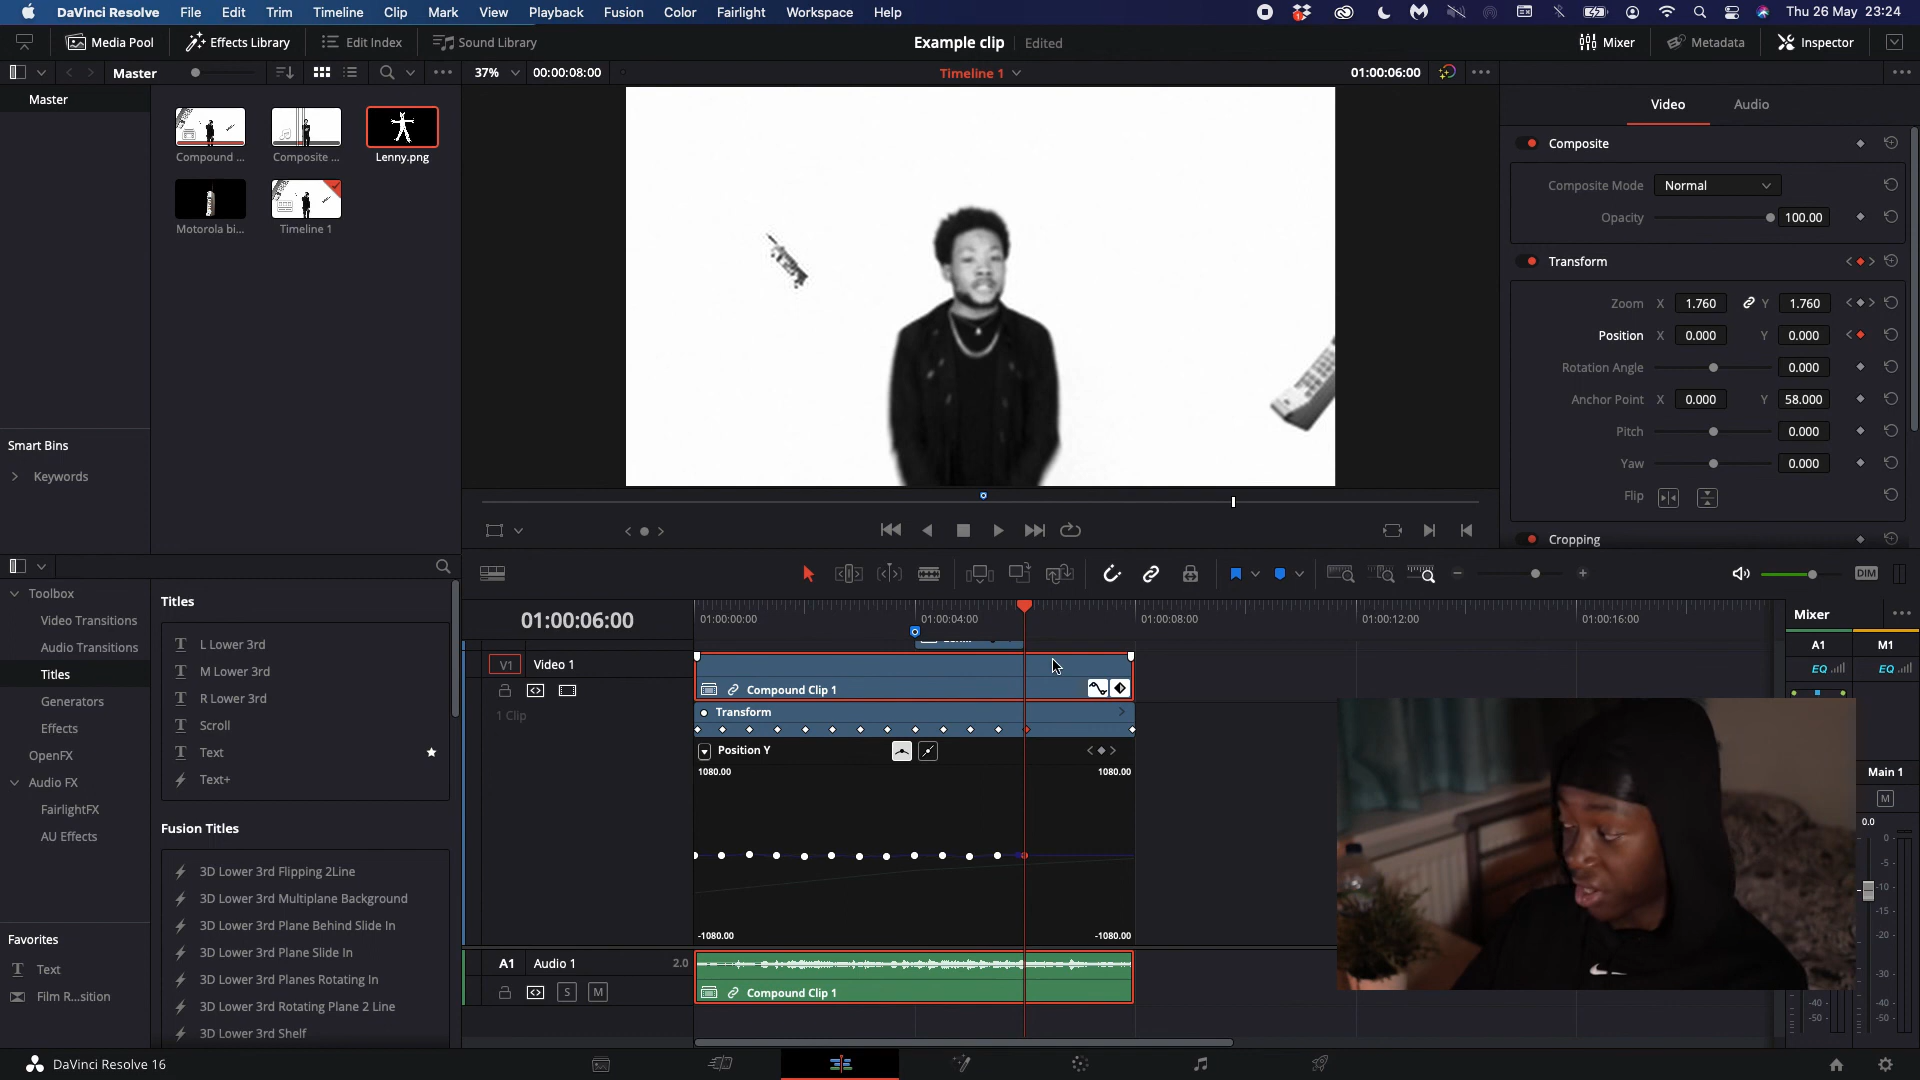 DaVinci Resolve File Edit Trim Timeline Clip Mark View Playback Fusion Color Fairlight Workspace Help Thu 26 May 23:24
Media Pool Effects Library Edit Index Sound Library Example clip Edited Mixer Metadata Inspector
Master 37% 00:00:08:00 Timeline 1 01:00:06:00
Master
Compound ... Composite ... Lenny.png
Motorola bi... Timeline 1
Smart Bins
Keywords
Video Audio
Composite
Composite Mode Normal
Opacity 100.00
Transform
Zoom X 1.760 Y 1.760
Position X 0.000 Y 0.000
Rotation Angle 0.000
Anchor Point X 0.000 Y 58.000
Pitch 0.000
Yaw 0.000
Flip
Cropping
DIM
Toolbox
Video Transitions
Audio Transitions
Titles
Generators
Effects
OpenFX
Audio FX
FairlightFX
AU Effects
Favorites
Text
Film R...sition
Titles
L Lower 3rd
M Lower 3rd
R Lower 3rd
Scroll
Text
Text+
Fusion Titles
3D Lower 3rd Flipping 2Line
3D Lower 3rd Multiplane Background
3D Lower 3rd Plane Behind Slide In
3D Lower 3rd Plane Slide In
3D Lower 3rd Planes Rotating In
3D Lower 3rd Rotating Plane 2 Line
3D Lower 3rd Shelf
01:00:06:00 01:00:00:00 01:00:04:00 01:00:08:00 01:00:12:00 01:00:16:00
V1 Video 1
Compound Clip 1
1 Clip
Transform
Position Y
1080.00 1080.00
-1080.00 -1080.00
A1 Audio 1 2.0
S M Compound Clip 1
Mixer
A1 M1
EQ EQ
Main 1
M
0.0
0
-5
-10
-15
-20
-30
-40 -40
-50 -50
DaVinci Resolve 16